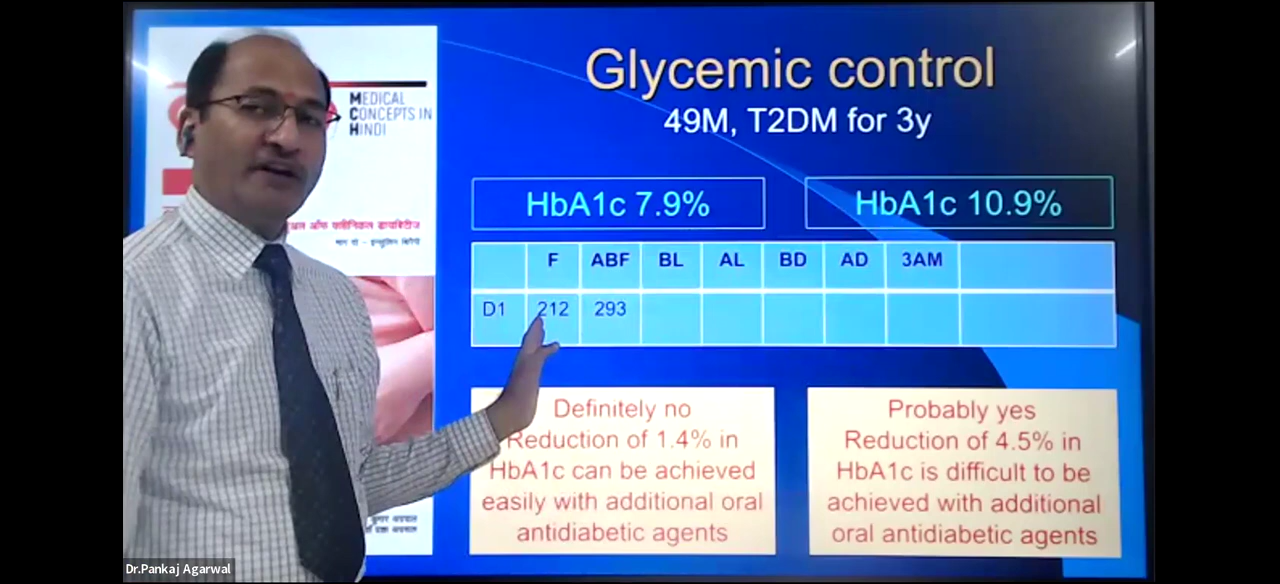 MEDICAL
CONCEPTS IN
HINDI
ऑफ क्लीनिकल डायबिटीज
Glycemic control
49M, T2DM for 3y
HbA1c 7.9%
HbA1c 10.9%
F ABF BL AL BD AD 3AM
D1 212 293
Definitely no
Reduction of 1.4% in
HbA1c can be achieved
easily with additional oral
antidiabetic agents
Probably yes
Reduction of 4.5% in
HbA1c is difficult to be
achieved with additional
oral antidiabetic agents
Dr.Pankaj Agarwal